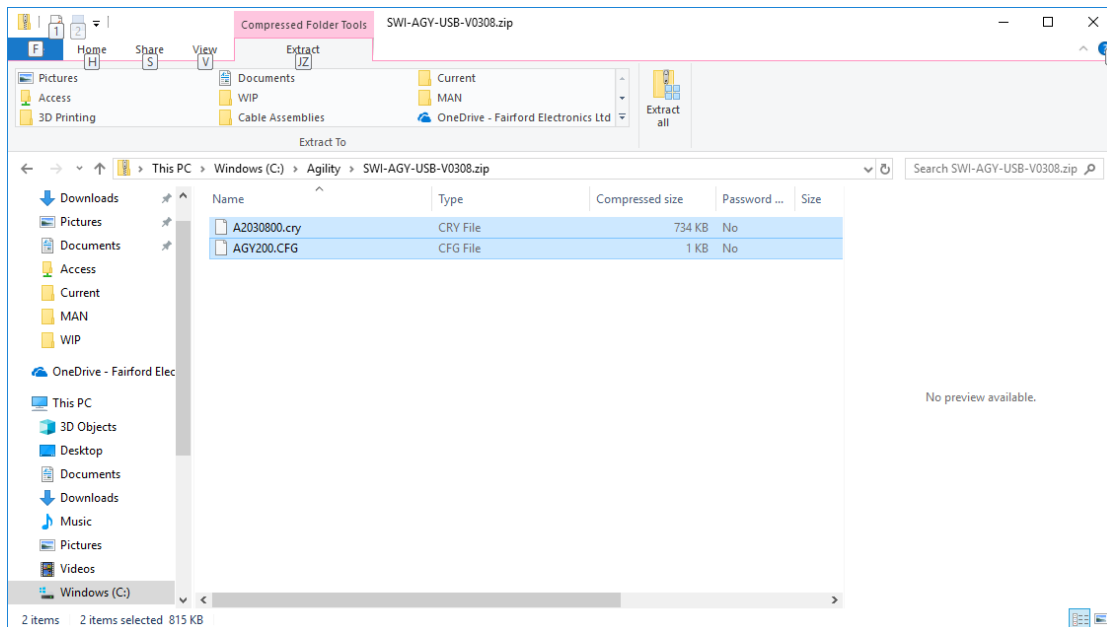 1 2 Compressed Folder Tools SWI-AGY-USB-V0308.zip
F Home Share View Extract
H S V JZ
Pictures Documents Current
Access WIP MAN
3D Printing Cable Assemblies OneDrive - Fairford Electronics Ltd
Extract all
Extract To
This PC > Windows (C:) > Agility > SWI-AGY-USB-V0308.zip Search SWI-AGY-USB-V0308.zip
Downloads
Pictures
Documents
Access
Current
MAN
WIP
OneDrive - Fairford Elec
This PC
3D Objects
Desktop
Documents
Downloads
Music
Pictures
Videos
Windows (C:)
Name Type Compressed size Password ... Size
A2030800.cry CRY File 734 KB No
AGY200.CFG CFG File 1 KB No
No preview available.
2 items 2 items selected 815 KB